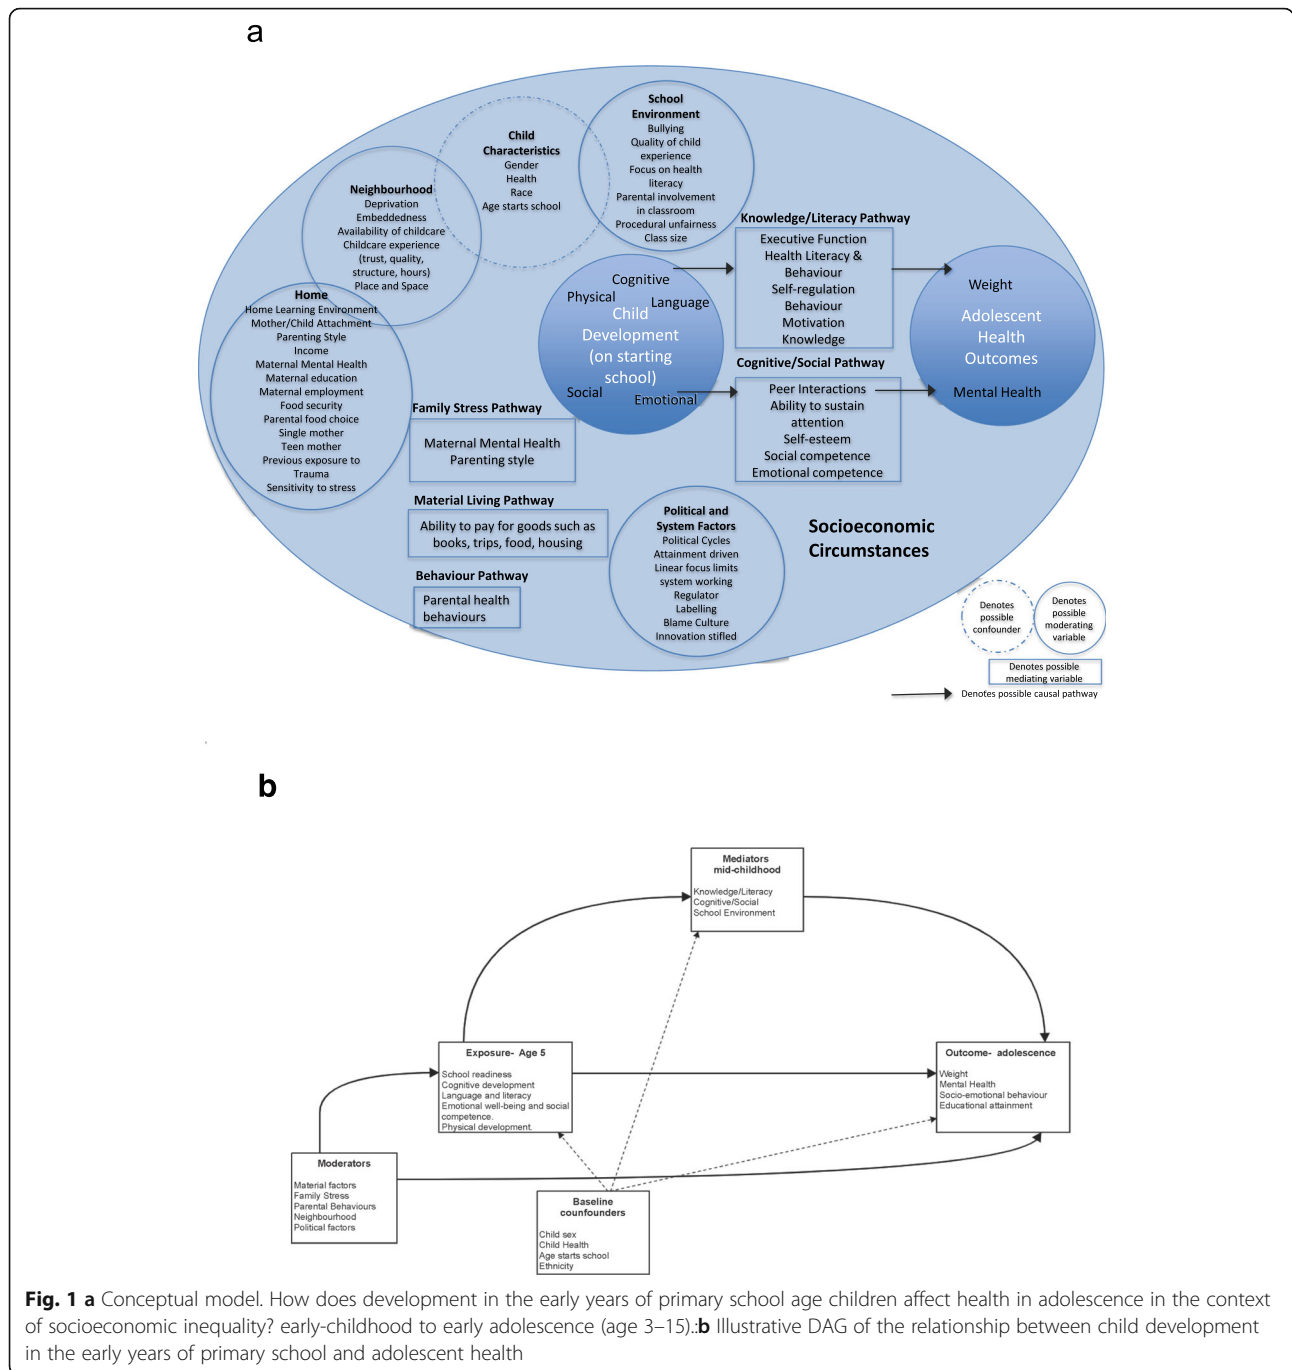 a
School
Environment
Bullying
Quality of child
experience
Focus on health
literacy
Parental involvement
in classroom
Procedural unfairness
Class size
Child
Characteristics
Gender
Health
Race
Age starts school
Neighbourhood
Deprivation
Embeddedness
Availability of childcare
Childcare experience
(trust, quality,
structure, hours)
Place and Space
Home
Home Learning Environment
Mother/Child Attachment
Parenting Style
Income
Maternal Mental Health
Maternal education
Maternal employment
Food security
Parental food choice
Single mother
Teen mother
Previous exposure to
Trauma
Sensitivity to stress
Cognitive
Physical
Language
Child
Development
(on starting
school)
Social
Emotional
Knowledge/Literacy Pathway
Executive Function
Health Literacy &
Behaviour
Self-regulation
Behaviour
Motivation
Knowledge
Cognitive/Social Pathway
Peer Interactions
Ability to sustain
attention
Self-esteem
Social competence
Emotional competence
Weight
Adolescent
Health
Outcomes
Mental Health
Family Stress Pathway
Maternal Mental Health
Parenting style
Material Living Pathway
Ability to pay for goods such as
books, trips, food, housing
Behaviour Pathway
Parental health
behaviours
Political and
System Factors
Political Cycles
Attainment driven
Linear focus limits
system working
Regulator
Labelling
Blame Culture
Innovation stifled
Socioeconomic
Circumstances
Denotes
possible
confounder
Denotes
possible
moderating
variable
Denotes possible
mediating variable
Denotes possible causal pathway
b
Mediators
mid-childhood
Knowledge/Literacy
Cognitive/Social
School Environment
Exposure- Age 5
School readiness
Cognitive development
Language and literacy
Emotional well-being and social
competence.
Physical development.
Outcome- adolescence
Weight
Mental Health
Socio-emotional behaviour
Educational attainment
Moderators
Material factors
Family Stress
Parental Behaviours
Neighbourhood
Political factors
Baseline
counfounders
Child sex
Child Health
Age starts school
Ethnicity
Fig. 1 a Conceptual model. How does development in the early years of primary school age children affect health in adolescence in the context
of socioeconomic inequality? early-childhood to early adolescence (age 3–15).:b Illustrative DAG of the relationship between child development
in the early years of primary school and adolescent health